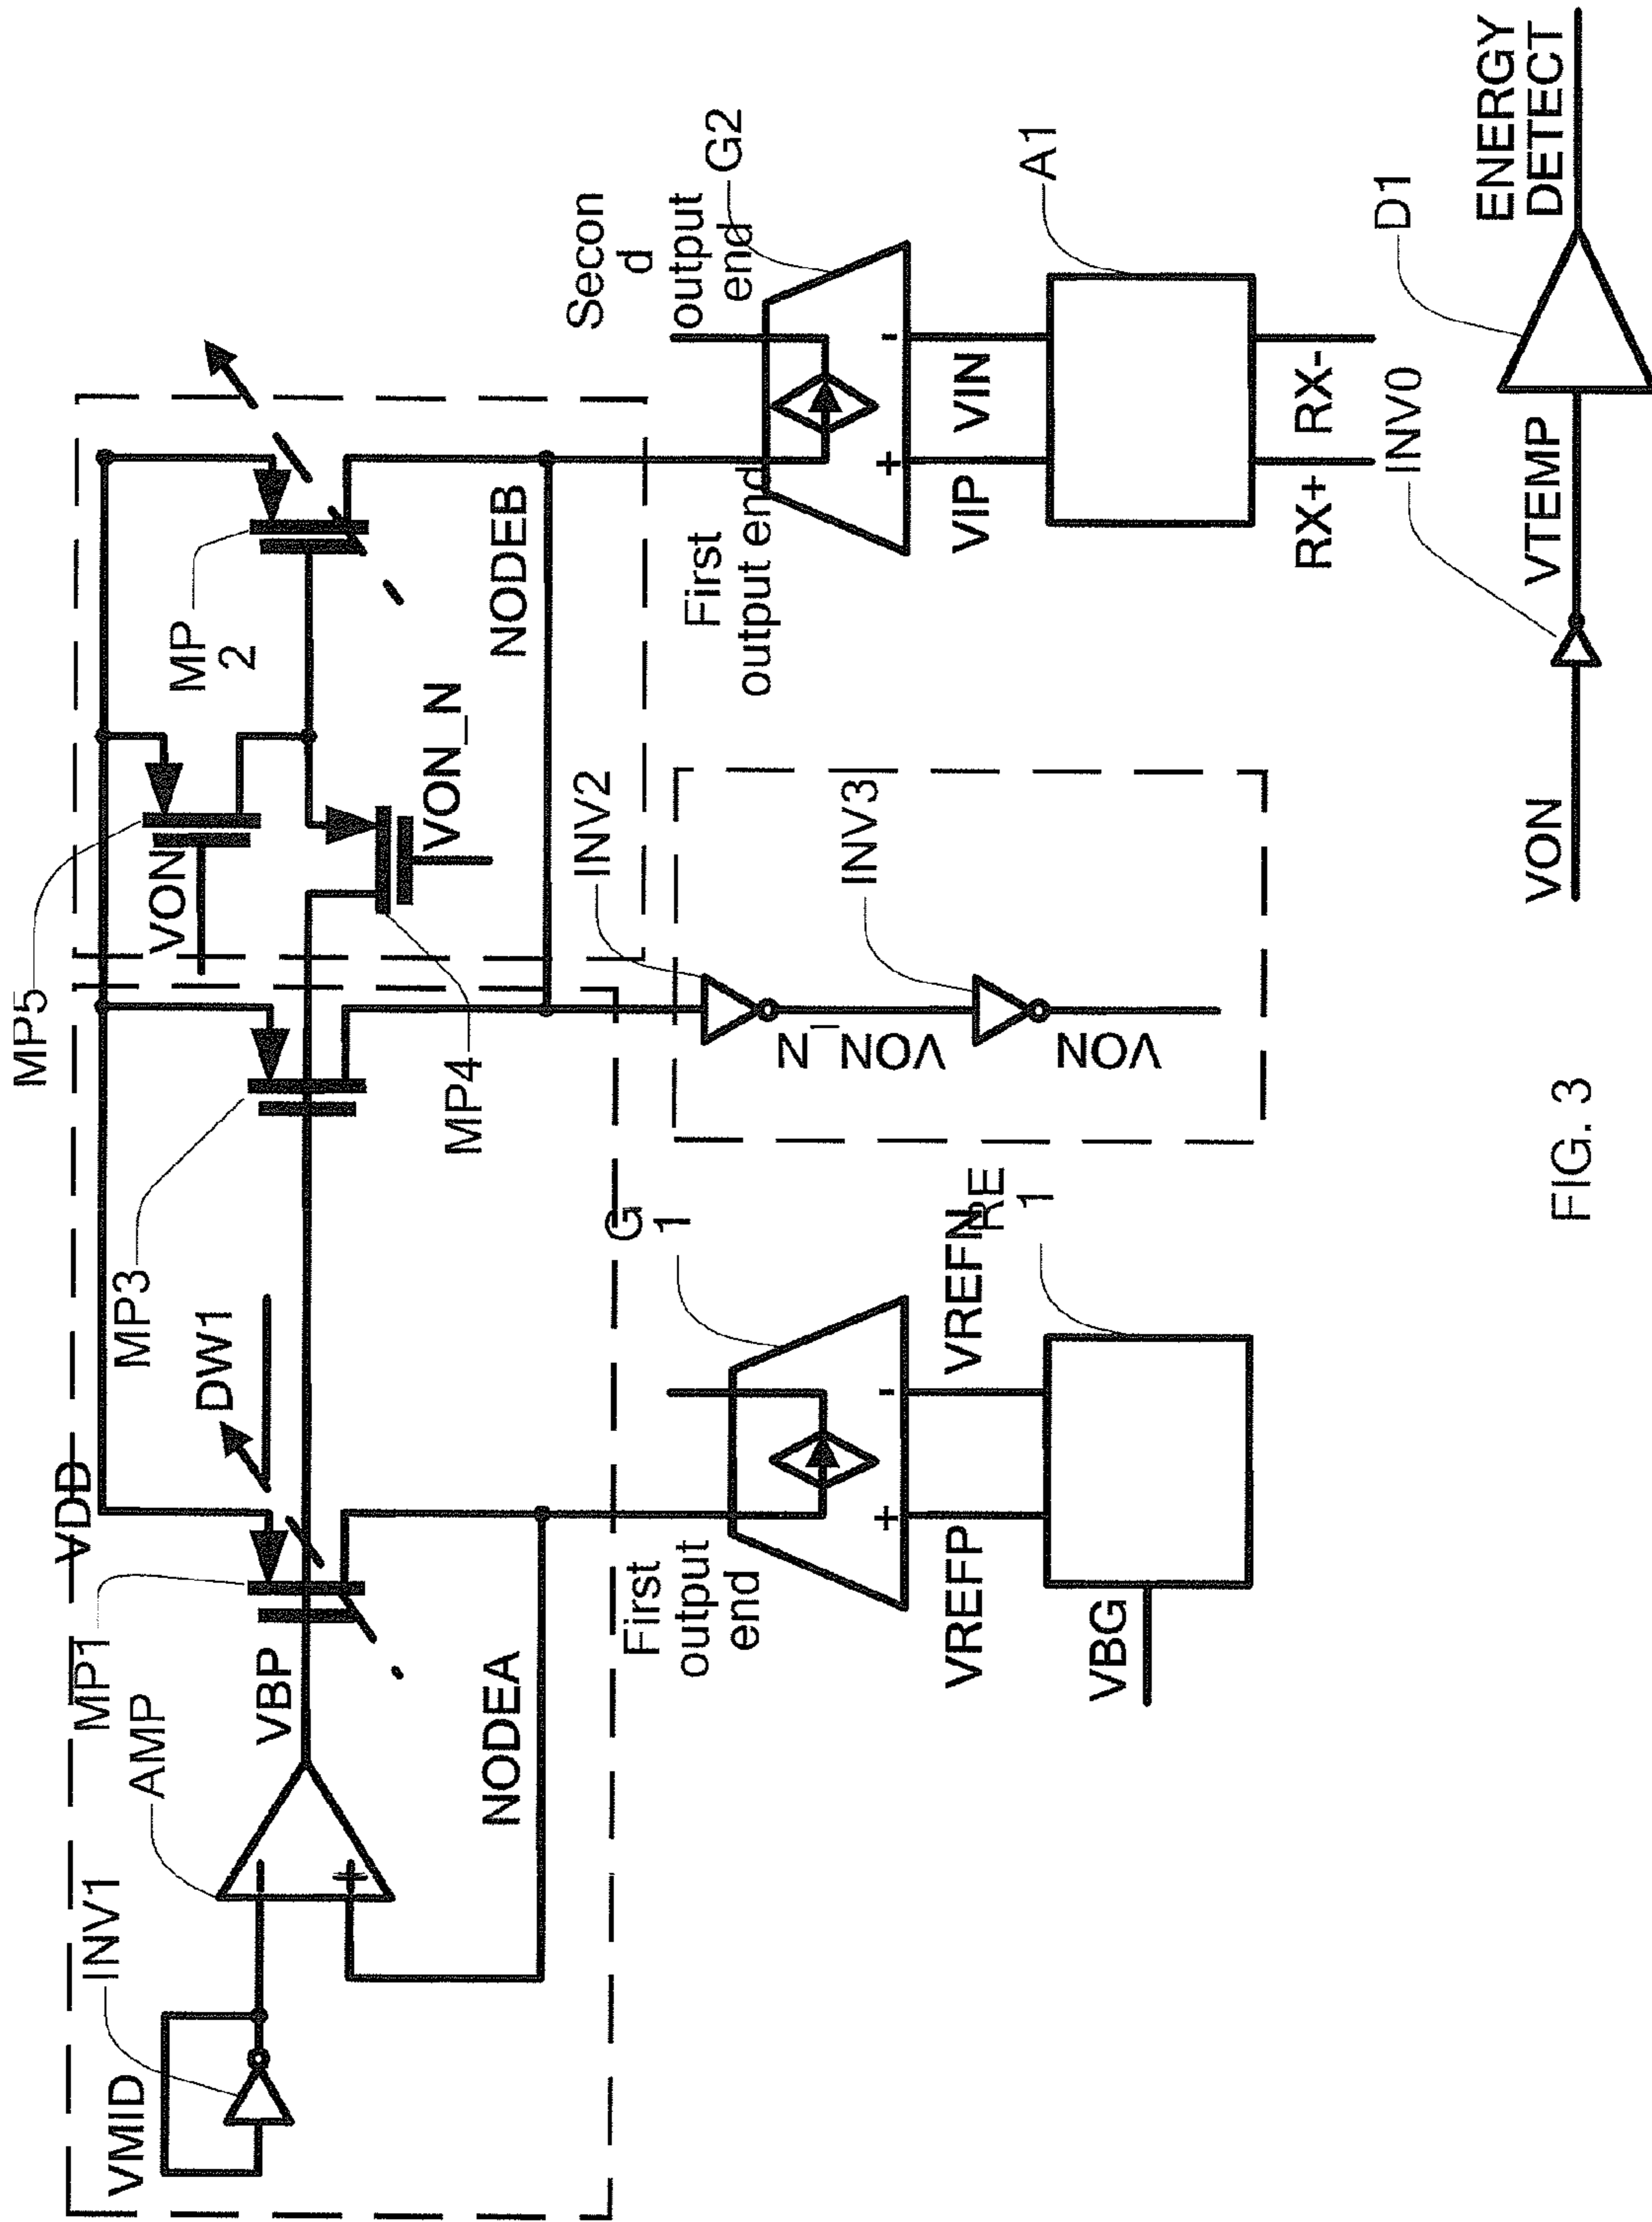 VMID
INV1
AMP
VBP
MP1
VDD
DW1
MP3
MP5
VON
MP
2
MP4
VON_N
NODEA
NODEB
First
output
end
G
1
VREFP
VREFN
RE
1
VBG
INV2
VON_N
INV3
VON
First
output end
Secon
d
output
end
G2
+
-
+
-
VIP
VIN
A1
RX+
RX-
VON
INV0
VTEMP
D1
ENERGY
DETECT
FIG. 3